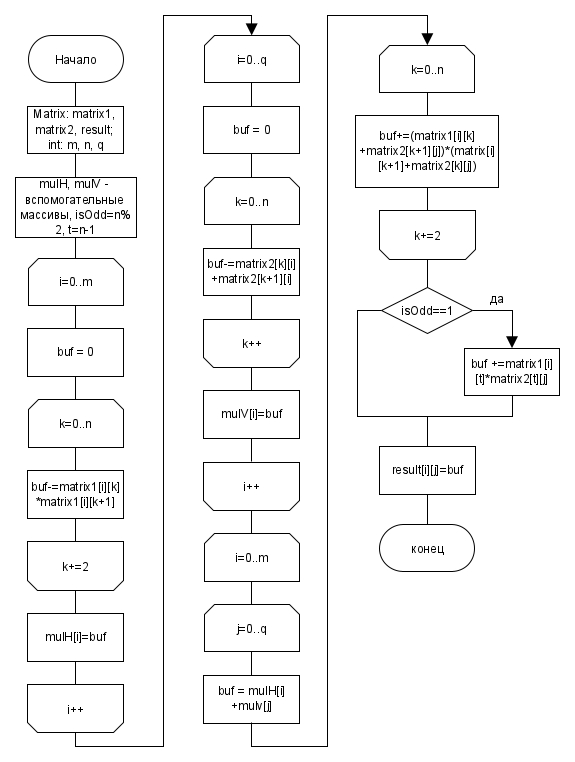 Начало
Matrix: matrix1,
matrix2, result;
int: m, n, q
mulH, mulV -
вспомогательные
массивы, isOdd=n%
2, t=n-1
i=0..m
buf = 0
k=0..n
buf-=matrix1[i][k]
*matrix1[i][k+1]
k+=2
mulH[i]=buf
i++
i=0..q
buf = 0
k=0..n
buf-=matrix2[k][i]
+matrix2[k+1][i]
k++
mulV[i]=buf
i++
i=0..m
j=0..q
buf = mulH[i]
+mulv[j]
k=0..n
buf+=(matrix1[i][k]
+matrix2[k+1][j])*(matrix[i]
[k+1]+matrix2[k][j])
k+=2
isOdd==1
да
buf +=matrix1[i]
[t]*matrix2[t][j]
result[i][j]=buf
конец